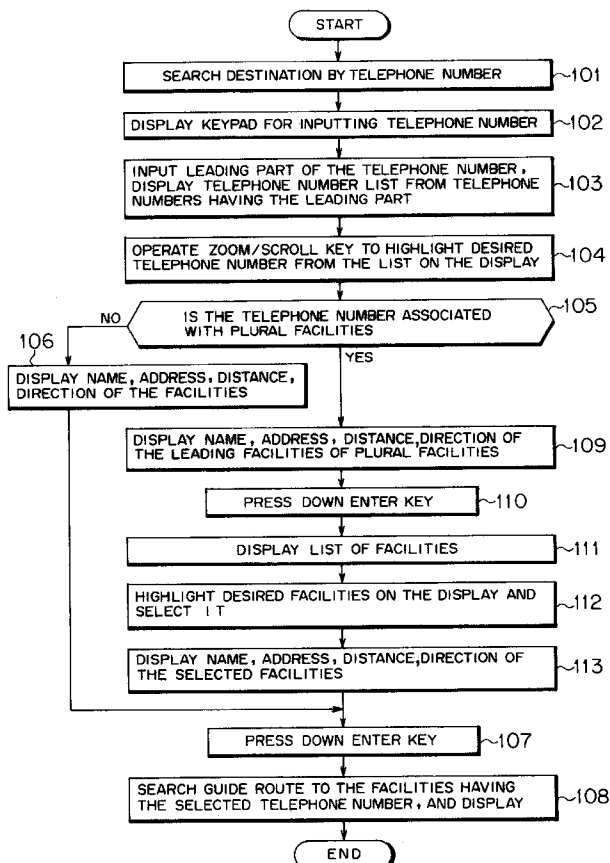 START
SEARCH DESTINATION BY TELEPHONE NUMBER 101
DISPLAY KEYPAD FOR INPUTTING TELEPHONE NUMBER 102
INPUT LEADING PART OF THE TELEPHONE NUMBER,
DISPLAY TELEPHONE NUMBER LIST FROM TELEPHONE
NUMBERS HAVING THE LEADING PART
103
OPERATE ZOOM/SCROLL KEY TO HIGHLIGHT DESIRED
TELEPHONE NUMBER FROM THE LIST ON THE DISPLAY
104
105
IS THE TELEPHONE NUMBER ASSOCIATED
WITH PLURAL FACILITIES
NO
YES
106
DISPLAY NAME, ADDRESS, DISTANCE,
DIRECTION OF THE FACILITIES
DISPLAY NAME, ADDRESS, DISTANCE,DIRECTION OF
THE LEADING FACILITIES OF PLURAL FACILITIES
109
PRESS DOWN ENTER KEY 110
DISPLAY LIST OF FACILITIES 111
HIGHLIGHT DESIRED FACILITIES ON THE DISPLAY AND
SELECT IT
112
DISPLAY NAME, ADDRESS, DISTANCE,DIRECTION OF
THE SELECTED FACILITIES
113
PRESS DOWN ENTER KEY 107
SEARCH GUIDE ROUTE TO THE FACILITIES HAVING
THE SELECTED TELEPHONE NUMBER, AND DISPLAY
108
END